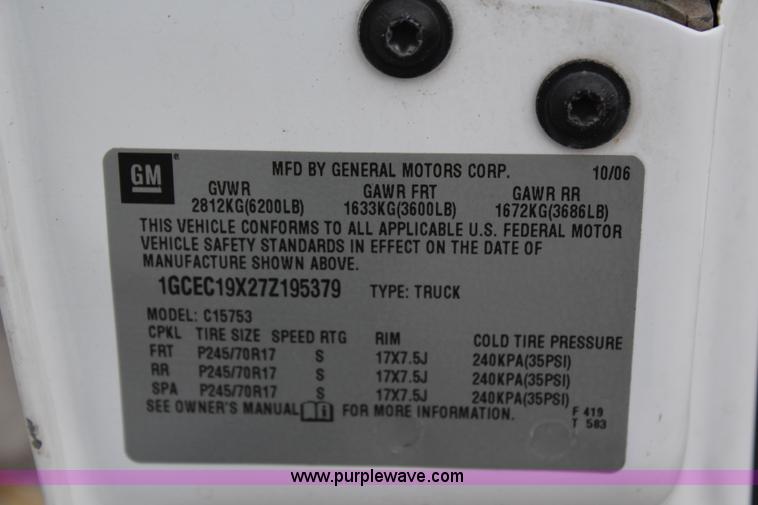 GM ® MFD BY GENERAL MOTORS CORP. 10/06
GVWR GAWR FRT GAWR RR
2812KG(6200LB) 1633KG(3600LB) 1672KG(3686LB)
THIS VEHICLE CONFORMS TO ALL APPLICABLE U.S. FEDERAL MOTOR
VEHICLE SAFETY STANDARDS IN EFFECT ON THE DATE OF
MANUFACTURE SHOWN ABOVE.
1GCEC19X27Z195379 TYPE: TRUCK
MODEL: C15753
CPKL TIRE SIZE SPEED RTG RIM COLD TIRE PRESSURE
FRT P245/70R17 S 17X7.5J 240KPA(35PSI)
RR P245/70R17 S 17X7.5J 240KPA(35PSI)
SPA P245/70R17 S 17X7.5J 240KPA(35PSI)
SEE OWNER'S MANUAL FOR MORE INFORMATION. F 419
T 583
www.purplewave.com